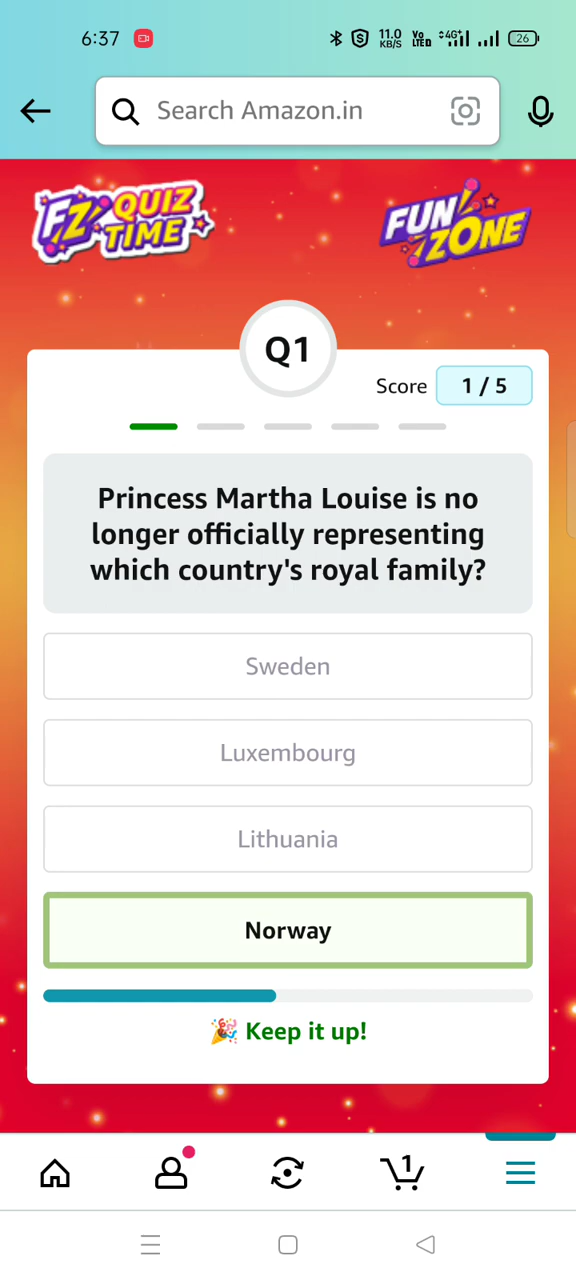 6:37
11.0
KB/S
Vo
LTED
4G+
26
Search Amazon.in
FZ QUIZ
TIME
FUN
ZONE
Q1
Score 1 / 5
Princess Martha Louise is no
longer officially representing
which country's royal family?
Sweden
Luxembourg
Lithuania
Norway
Keep it up!
1